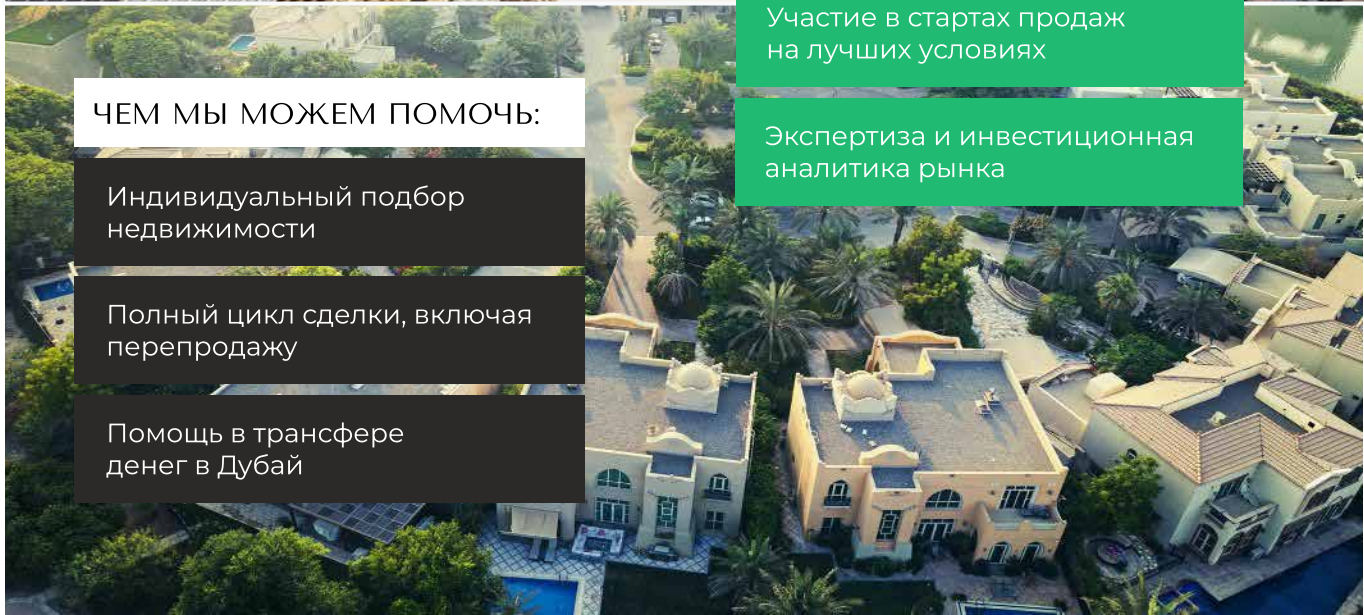 Участие в стартах продаж
на лучших условиях
Экспертиза и инвестиционная
аналитика рынка
ЧЕМ МЫ МОЖЕМ ПОМОЧЬ:
Индивидуальный подбор
недвижимости
Полный цикл сделки, включая
перепродажу
Помощь в трансфере
денег в Дубай